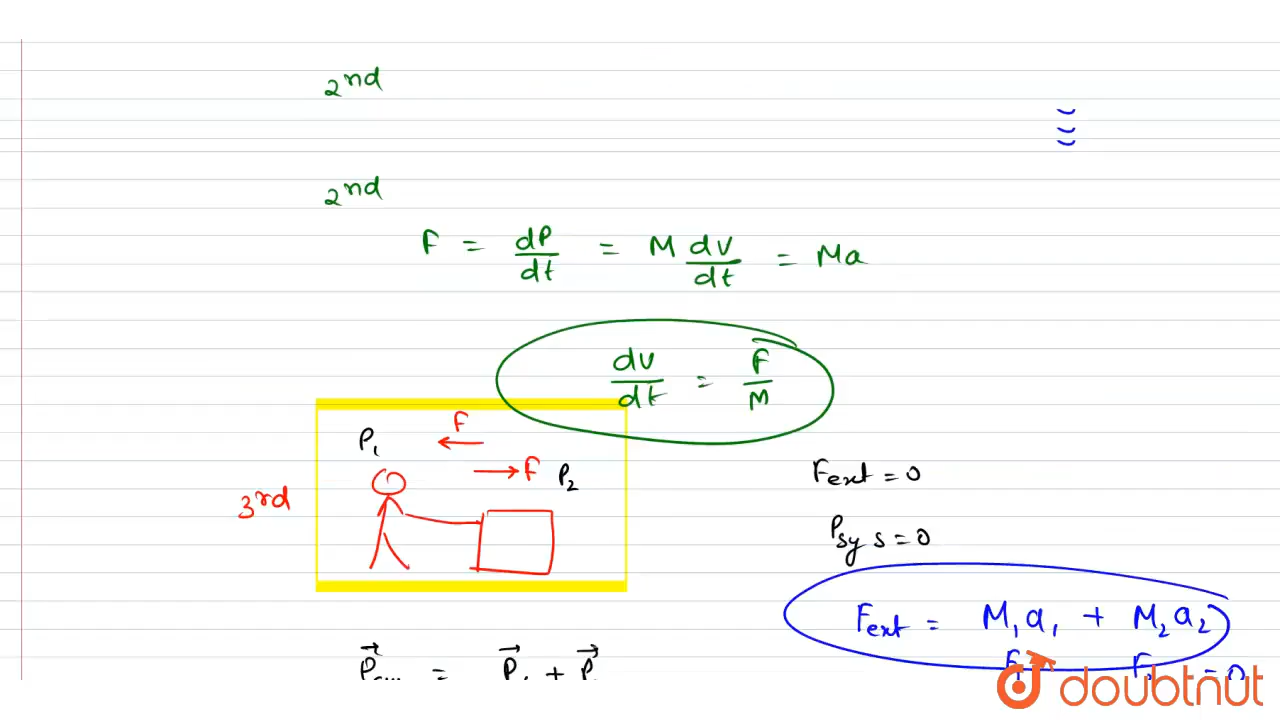 2nd
2nd
F = dP/dt = M dv/dt = Ma
dv/dt = F/M
F
P1
F P2
3rd
Fext = 0
Psys = 0
Fext = M1a1 + M2a2
= 0
doubtnut